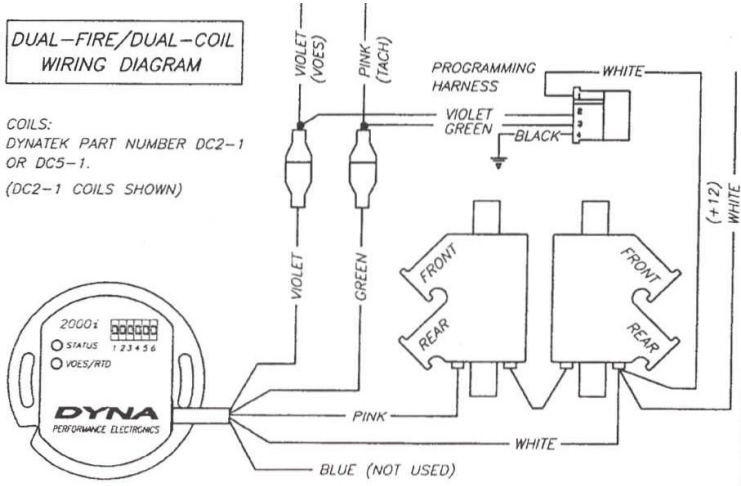 DUAL-FIRE/DUAL-COIL
WIRING DIAGRAM
COILS:
DYNATEK PART NUMBER DC2-1
OR DC5-1.
(DC2-1 COILS SHOWN)
VIOLET
(VOES)
PINK
(TACH)
PROGRAMMING
HARNESS
WHITE
VIOLET
GREEN
BLACK
1
2
3
4
(+12)
WHITE
VIOLET
GREEN
FRONT
REAR
FRONT
REAR
2000i
1 2 3 4 5 6
STATUS
VOES/RTD
DYNA
PERFORMANCE ELECTRONICS
PINK
WHITE
BLUE (NOT USED)